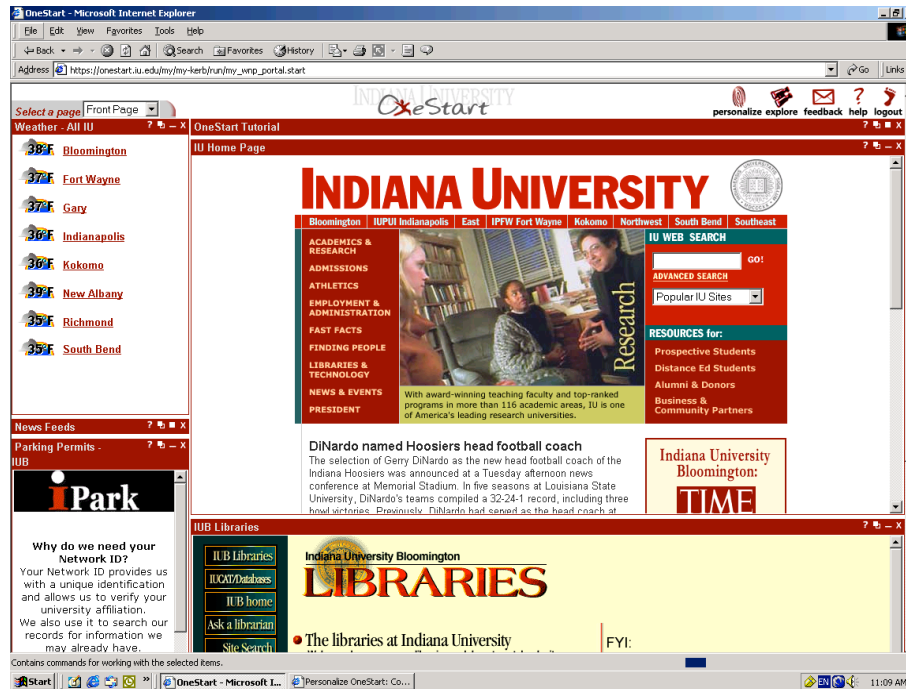 OneStart - Microsoft Internet Explorer
File Edit View Favorites Tools Help
Back Search Favorites History
Address https://onestart.iu.edu/my/my-kerb/run/my_wnp_portal.start Go Links
Select a page Front Page
INDIANA UNIVERSITY
OneStart
personalize explore feedback help logout
Weather - All IU ? X
38°F Bloomington
37°F Fort Wayne
37°F Gary
36°F Indianapolis
36°F Kokomo
39°F New Albany
35°F Richmond
35°F South Bend
News Feeds ? X
Parking Permits -
IUB
? X
iPark
Why do we need your
Network ID?
Your Network ID provides us
with a unique identification
and allows us to verify your
university affiliation.
We also use it to search our
records for information we
may already have.
OneStart Tutorial ? X
IU Home Page ? X
INDIANA UNIVERSITY
Bloomington IUPUI Indianapolis East IPFW Fort Wayne Kokomo Northwest South Bend Southeast
ACADEMICS &
RESEARCH
ADMISSIONS
ATHLETICS
EMPLOYMENT &
ADMINISTRATION
FAST FACTS
FINDING PEOPLE
LIBRARIES &
TECHNOLOGY
NEWS & EVENTS
PRESIDENT
Research
With award-winning teaching faculty and top-ranked
programs in more than 116 academic areas, IU is one
of America's leading research universities.
IU WEB SEARCH
GO!
ADVANCED SEARCH
Popular IU Sites
RESOURCES for:
Prospective Students
Distance Ed Students
Alumni & Donors
Business &
Community Partners
DiNardo named Hoosiers head football coach
The selection of Gerry DiNardo as the new head football coach of the
Indiana Hoosiers was announced at a Tuesday afternoon news
conference at Memorial Stadium. In five seasons at Louisiana State
University, DiNardo's teams compiled a 32-24-1 record, including three
bowl victories. Previously, DiNardo had served as the head coach at
Indiana University
Bloomington:
TIME
IUB Libraries ? X
IUB Libraries
IUCAT/Databases
IUB home
Ask a librarian
Site Search
Indiana University Bloomington
LIBRARIES
The libraries at Indiana University
FYI:
Contains commands for working with the selected items.
Start » OneStart - Microsoft I... Personalize OneStart: Co... EN 11:09 AM